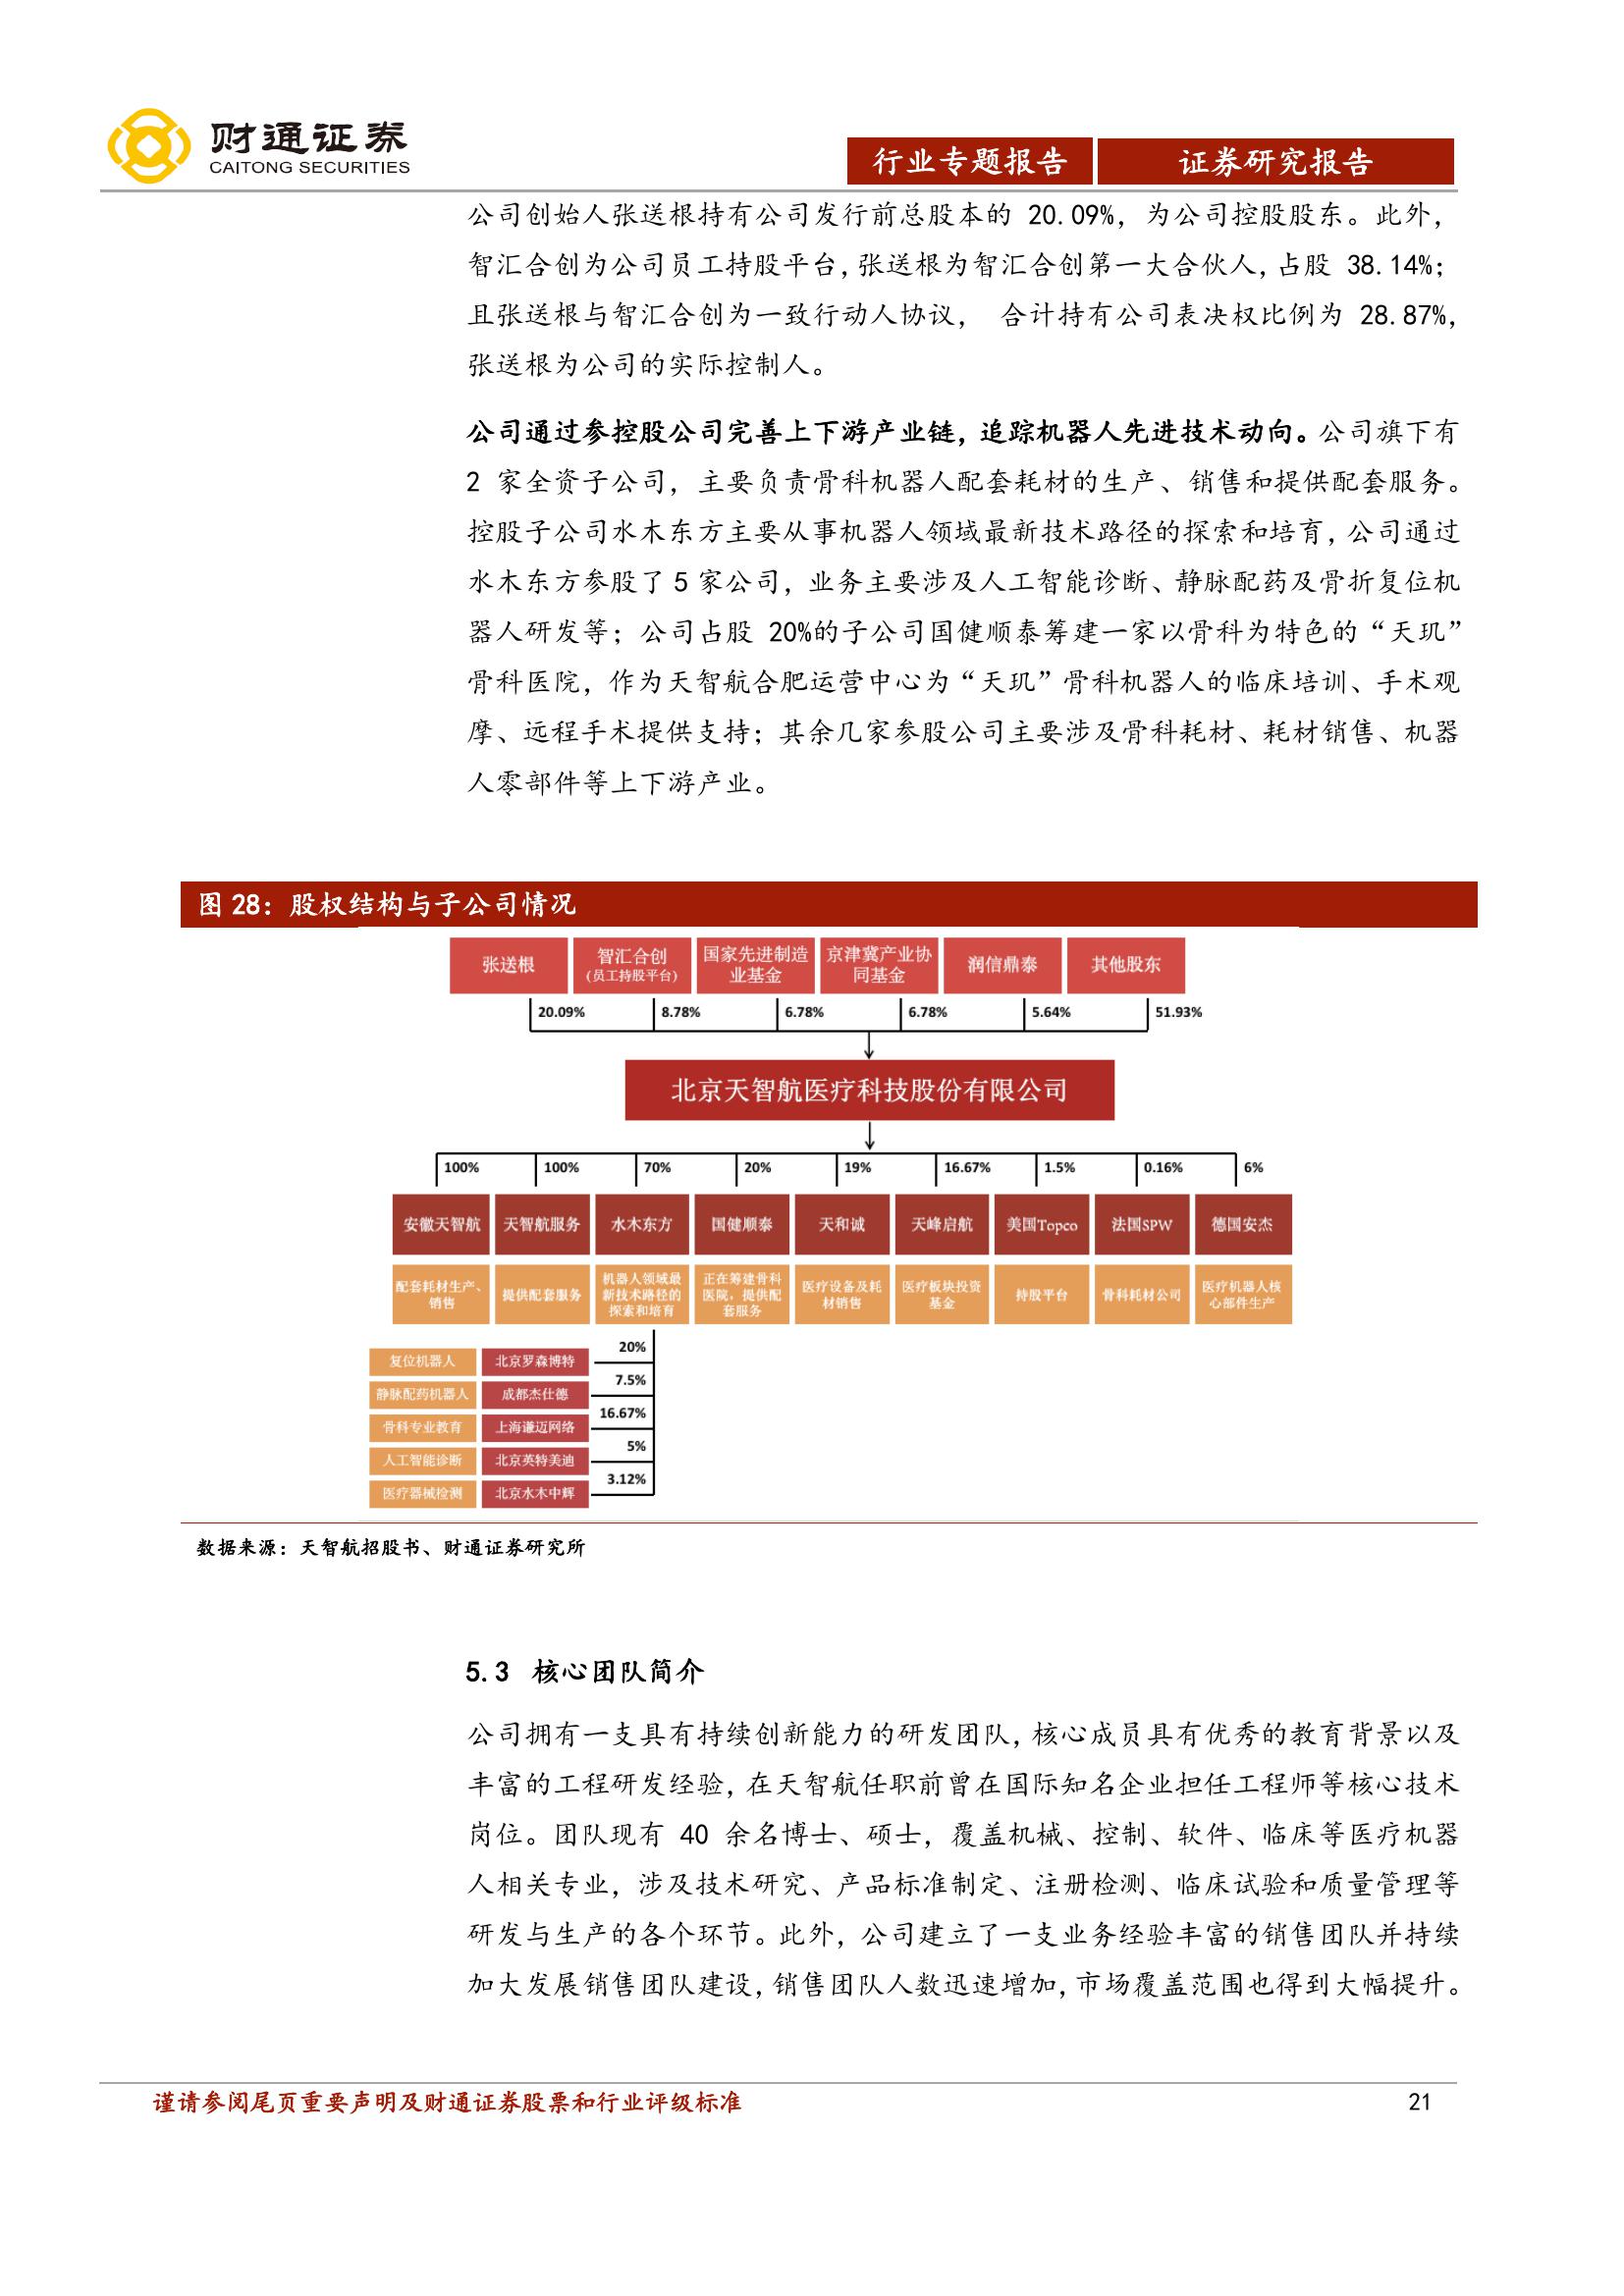 财通证券
CAITONG SECURITIES
行业专题报告 证券研究报告
公司创始人张送根持有公司发行前总股本的 20.09%，为公司控股股东。此外，
智汇合创为公司员工持股平台，张送根为智汇合创第一大合伙人，占股 38.14%；
且张送根与智汇合创为一致行动人协议， 合计持有公司表决权比例为 28.87%，
张送根为公司的实际控制人。
公司通过参控股公司完善上下游产业链，追踪机器人先进技术动向。公司旗下有
2 家全资子公司，主要负责骨科机器人配套耗材的生产、销售和提供配套服务。
控股子公司水木东方主要从事机器人领域最新技术路径的探索和培育，公司通过
水木东方参股了 5 家公司，业务主要涉及人工智能诊断、静脉配药及骨折复位机
器人研发等；公司占股 20%的子公司国健顺泰筹建一家以骨科为特色的“天玑”
骨科医院，作为天智航合肥运营中心为“天玑”骨科机器人的临床培训、手术观
摩、远程手术提供支持；其余几家参股公司主要涉及骨科耗材、耗材销售、机器
人零部件等上下游产业。
图 28：股权结构与子公司情况
张送根
智汇合创
(员工持股平台)
国家先进制造
业基金
京津冀产业协
同基金
润信鼎泰
其他股东
20.09% 8.78% 6.78% 6.78% 5.64% 51.93%
北京天智航医疗科技股份有限公司
100% 100% 70% 20% 19% 16.67% 1.5% 0.16% 6%
安徽天智航 天智航服务 水木东方 国健顺泰 天和诚 天峰启航 美国Topco 法国SPW 德国安杰
配套耗材生产、
销售
提供配套服务
机器人领域最
新技术路径的
探索和培育
正在筹建骨科
医院，提供配
套服务
医疗设备及耗
材销售
医疗板块投资
基金
持股平台
骨科耗材公司
医疗机器人核
心部件生产
复位机器人 北京罗森博特 20%
静脉配药机器人 成都杰仕德 7.5%
骨科专业教育 上海谦迈网络 16.67%
人工智能诊断 北京英特美迪 5%
医疗器械检测 北京水木中辉 3.12%
数据来源：天智航招股书、财通证券研究所
5.3 核心团队简介
公司拥有一支具有持续创新能力的研发团队，核心成员具有优秀的教育背景以及
丰富的工程研发经验，在天智航任职前曾在国际知名企业担任工程师等核心技术
岗位。团队现有 40 余名博士、硕士，覆盖机械、控制、软件、临床等医疗机器
人相关专业，涉及技术研究、产品标准制定、注册检测、临床试验和质量管理等
研发与生产的各个环节。此外，公司建立了一支业务经验丰富的销售团队并持续
加大发展销售团队建设，销售团队人数迅速增加，市场覆盖范围也得到大幅提升。
谨请参阅尾页重要声明及财通证券股票和行业评级标准 21